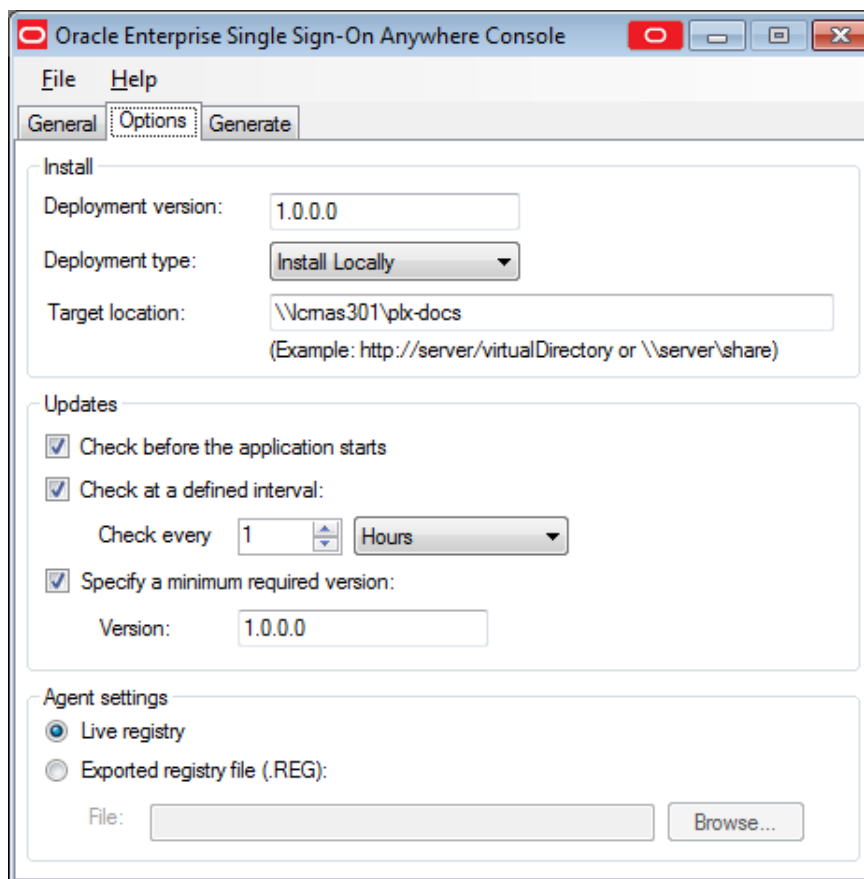 Oracle Enterprise Single Sign-On Anywhere Console
File Help
General Options Generate
Install
Deployment version: 1.0.0.0
Deployment type: Install Locally
Target location: \\lcmas301\plx-docs
(Example: http://server/virtualDirectory or \\server\share)
Updates
Check before the application starts
Check at a defined interval:
Check every 1 Hours
Specify a minimum required version:
Version: 1.0.0.0
Agent settings
Live registry
Exported registry file (.REG):
File: Browse...